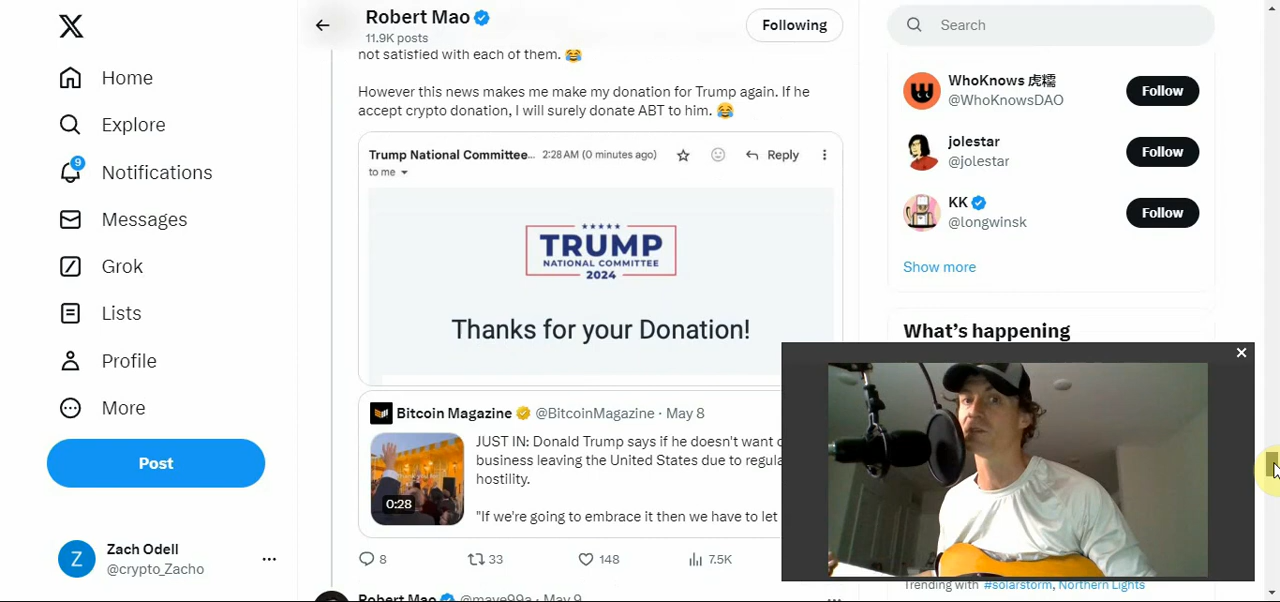 Robert Mao
11.9K posts
Following
Search
Home
Explore
9
Notifications
Messages
Grok
Lists
Profile
More
Post
Zach Odell
@crypto_Zacho
Z
not satisfied with each of them. 😂
However this news makes me make my donation for Trump again. If he
accept crypto donation, I will surely donate ABT to him. 😂
Trump National Committee... 2:28 AM (0 minutes ago) Reply
to me
TRUMP
NATIONAL COMMITTEE
2024
Thanks for your Donation!
Bitcoin Magazine @BitcoinMagazine · May 8
JUST IN: Donald Trump says if he doesn't want
business leaving the United States due to
hostility.
"If we're going to embrace it then we have to let
0:28
8 33 148 7.5K
Robert Mao @mave99a · May 9
WhoKnows 虎糯
@WhoKnowsDAO
Follow
jolestar
@jolestar
Follow
KK
@longwinsk
Follow
Show more
What's happening
Trending with #solarstorm, Northern Lights